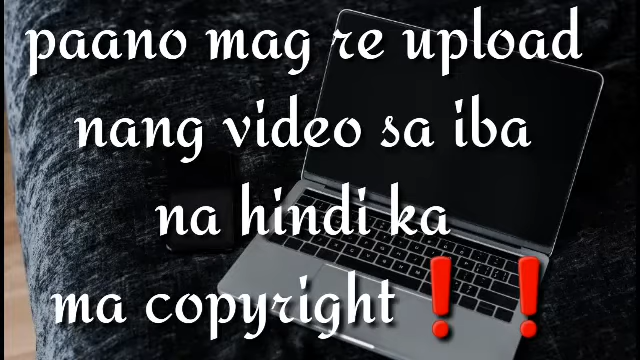 paano mag re upload
nang video sa iba
na hindi ka
ma copyright❗❗